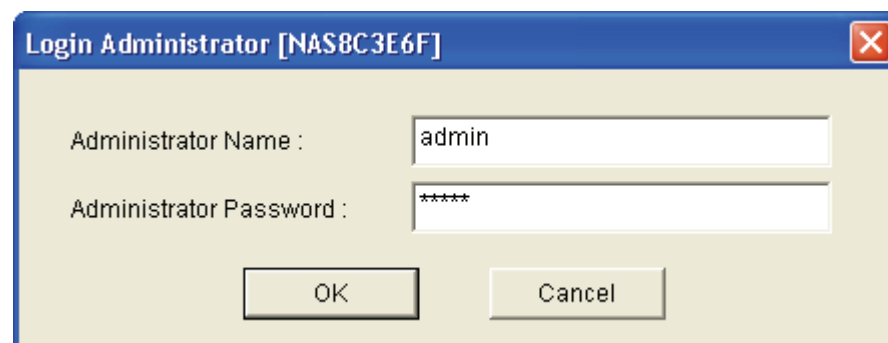 Login Administrator [NAS8C3E6F]
Administrator Name : admin
Administrator Password : *****
OK Cancel